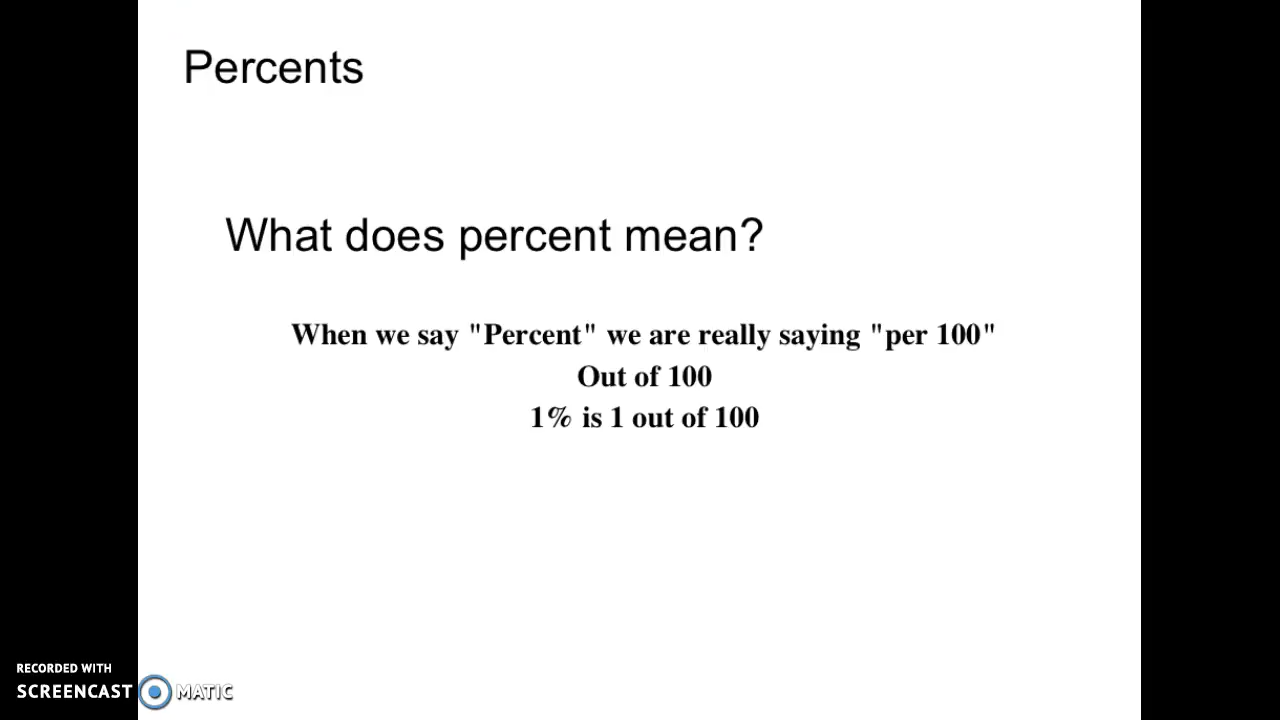 Percents
What does percent mean?
When we say "Percent" we are really saying "per 100"
Out of 100
1% is 1 out of 100
RECORDED WITH
SCREENCAST MATIC